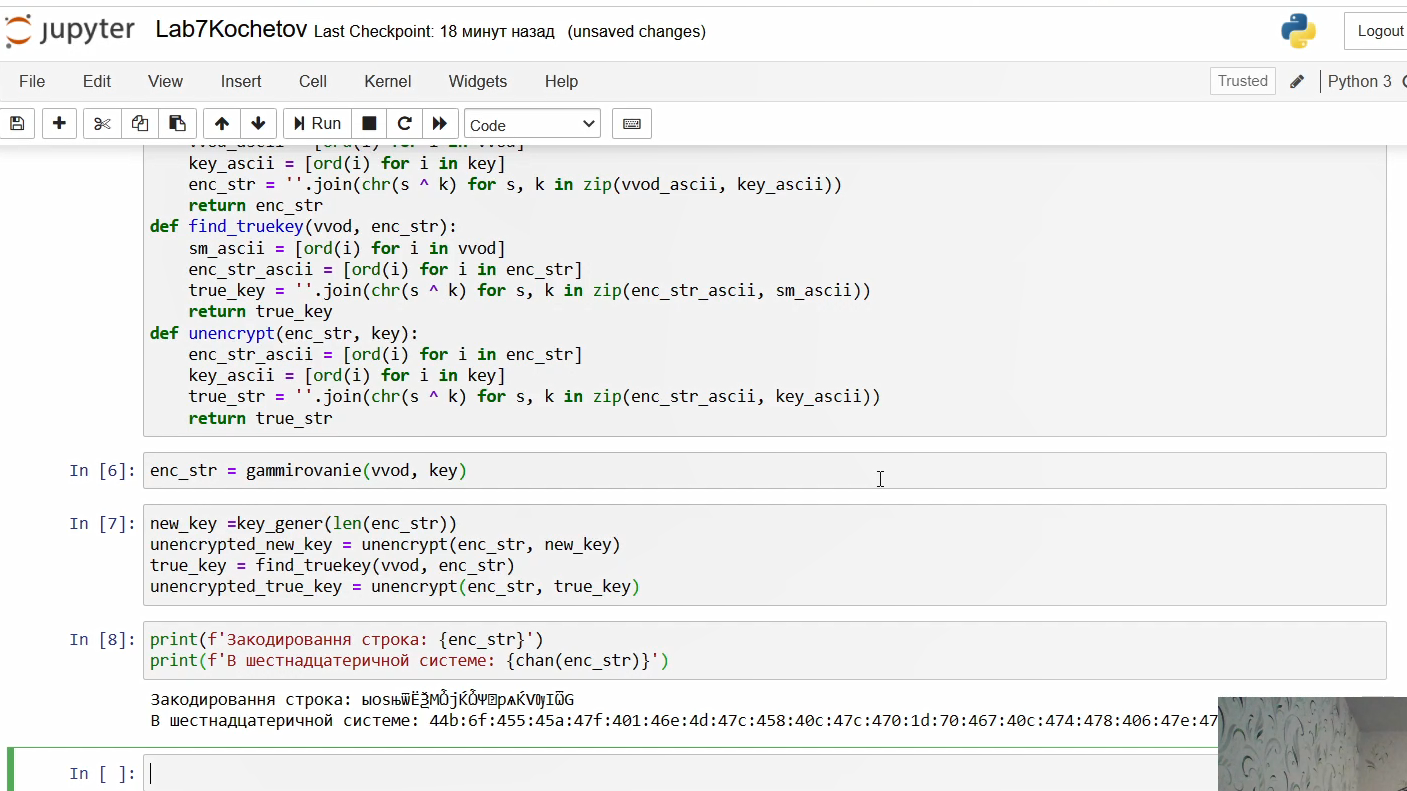 jupyter Lab7Kochetov Last Checkpoint: 18 минут назад (unsaved changes)
Logout
File Edit View Insert Cell Kernel Widgets Help
Trusted Python 3
Run Code
key_ascii = [ord(i) for i in key]
enc_str = ''.join(chr(s ^ k) for s, k in zip(vvod_ascii, key_ascii))
return enc_str
def find_truekey(vvod, enc_str):
sm_ascii = [ord(i) for i in vvod]
enc_str_ascii = [ord(i) for i in enc_str]
true_key = ''.join(chr(s ^ k) for s, k in zip(enc_str_ascii, sm_ascii))
return true_key
def unencrypt(enc_str, key):
enc_str_ascii = [ord(i) for i in enc_str]
key_ascii = [ord(i) for i in key]
true_str = ''.join(chr(s ^ k) for s, k in zip(enc_str_ascii, key_ascii))
return true_str
In [6]: enc_str = gammirovanie(vvod, key)
In [7]: new_key =key_gener(len(enc_str))
unencrypted_new_key = unencrypt(enc_str, new_key)
true_key = find_truekey(vvod, enc_str)
unencrypted_true_key = unencrypt(enc_str, true_key)
In [8]: print(f'Закодировання строка: {enc_str}')
print(f'В шестнадцатеричной системе: {chan(enc_str)}')
Закодировання строка:
В шестнадцатеричной системе: 44b:6f:455:45a:47f:401:46e:4d:47c:458:40c:47c:470:1d:70:467:40c:474:478:406:47e:47
In [ ]: